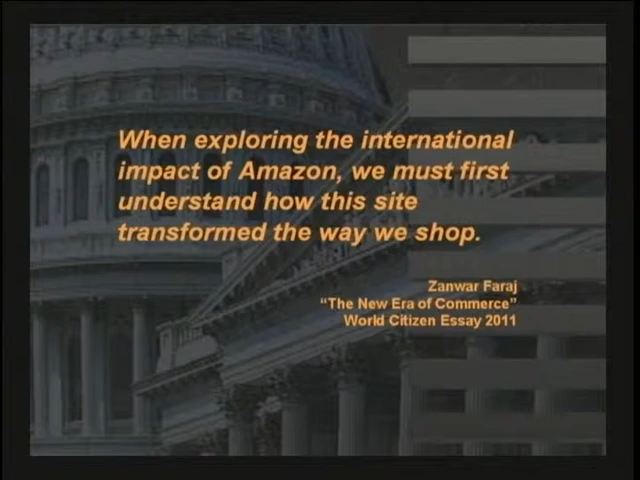 When exploring the international
impact of Amazon, we must first
understand how this site
transformed the way we shop.
Zanwar Faraj
“The New Era of Commerce”
World Citizen Essay 2011